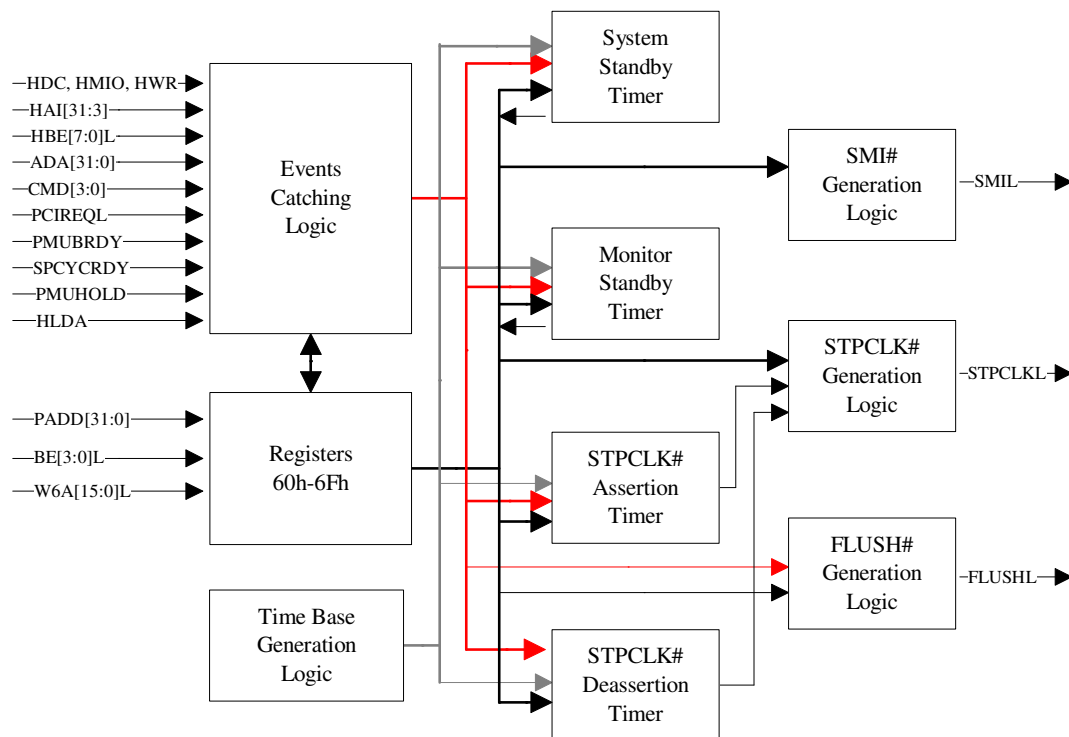 HDC, HMIO, HWR
HAI[31:3]
HBE[7:0]L
ADA[31:0]
CMD[3:0]
PCIREQL
PMUBRDY
SPCYCRDY
PMUHOLD
HLDA
Events
Catching
Logic
PADD[31:0]
BE[3:0]L
W6A[15:0]L
Registers
60h-6Fh
Time Base
Generation
Logic
System
Standby
Timer
Monitor
Standby
Timer
STPCLK#
Assertion
Timer
STPCLK#
Deassertion
Timer
SMI#
Generation
Logic
SMIL
STPCLK#
Generation
Logic
STPCLKL
FLUSH#
Generation
Logic
FLUSHL